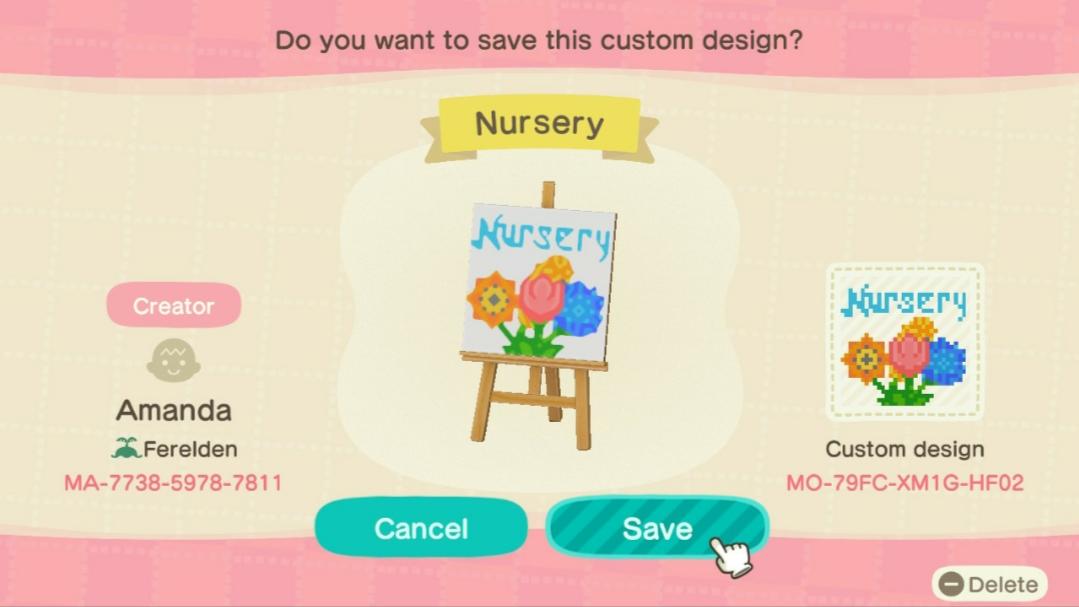 Do you want to save this custom design?
Nursery
Nursery
Creator
Amanda
Ferelden
MA-7738-5978-7811
Nursery
Custom design
MO-79FC-XM1G-HF02
Cancel
Save
Delete